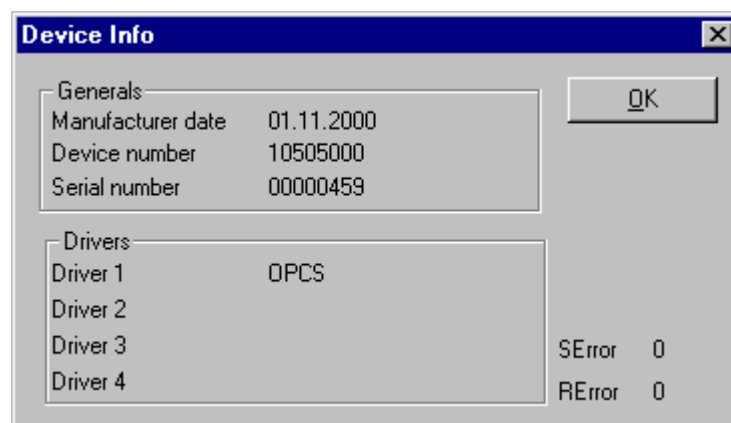 Device Info
Generals
OK
Manufacturer date 01.11.2000
Device number 10505000
Serial number 00000459
Drivers
Driver 1 OPCS
Driver 2
Driver 3
SError 0
Driver 4
RError 0